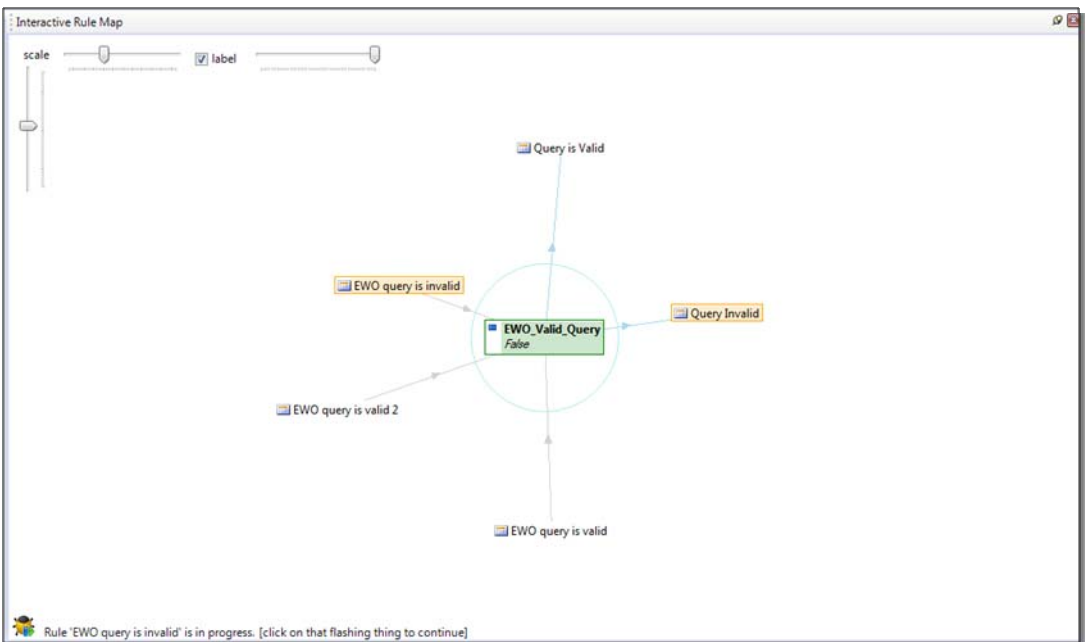 Interactive Rule Map
scale
label
Query is Valid
EWO query is invalid
Query Invalid
EWO_Valid_Query
False
EWO query is valid 2
EWO query is valid
Rule 'EWO query is invalid' is in progress. [click on that flashing thing to continue]